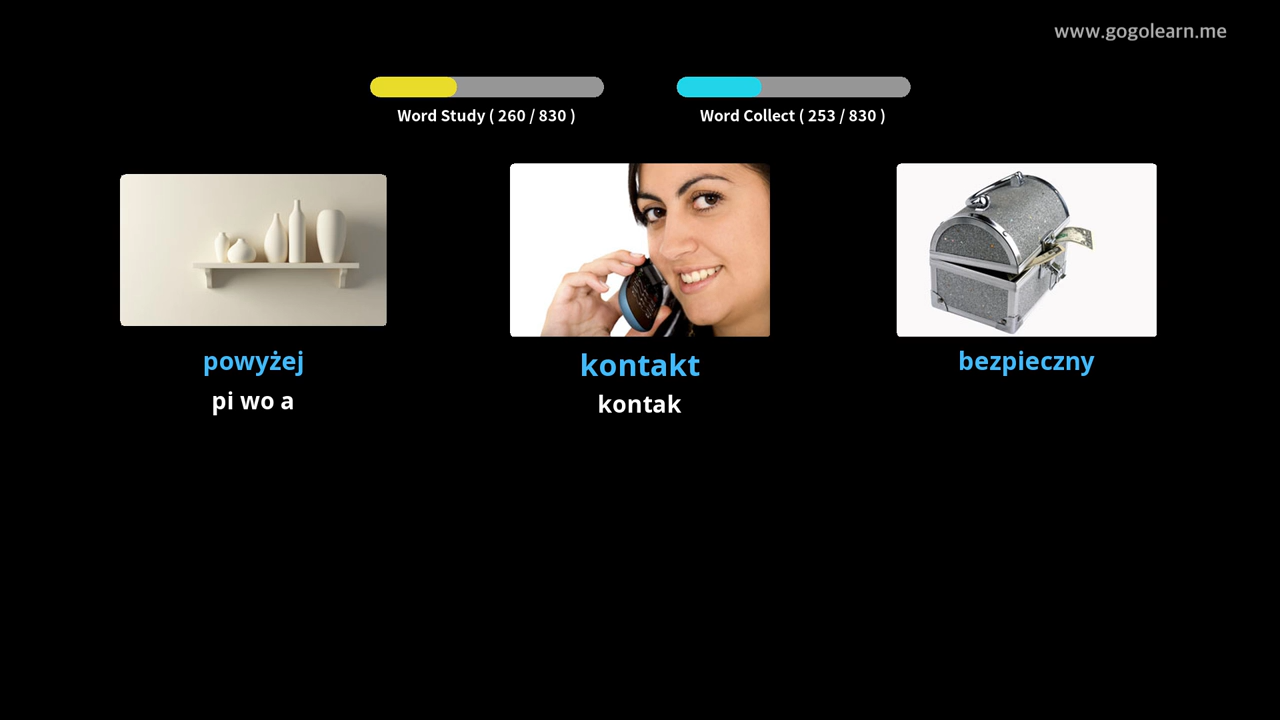 www.gogolearn.me
Word Study ( 260 / 830 )
Word Collect ( 253 / 830 )
powyżej
pi wo a
kontakt
kontak
bezpieczny